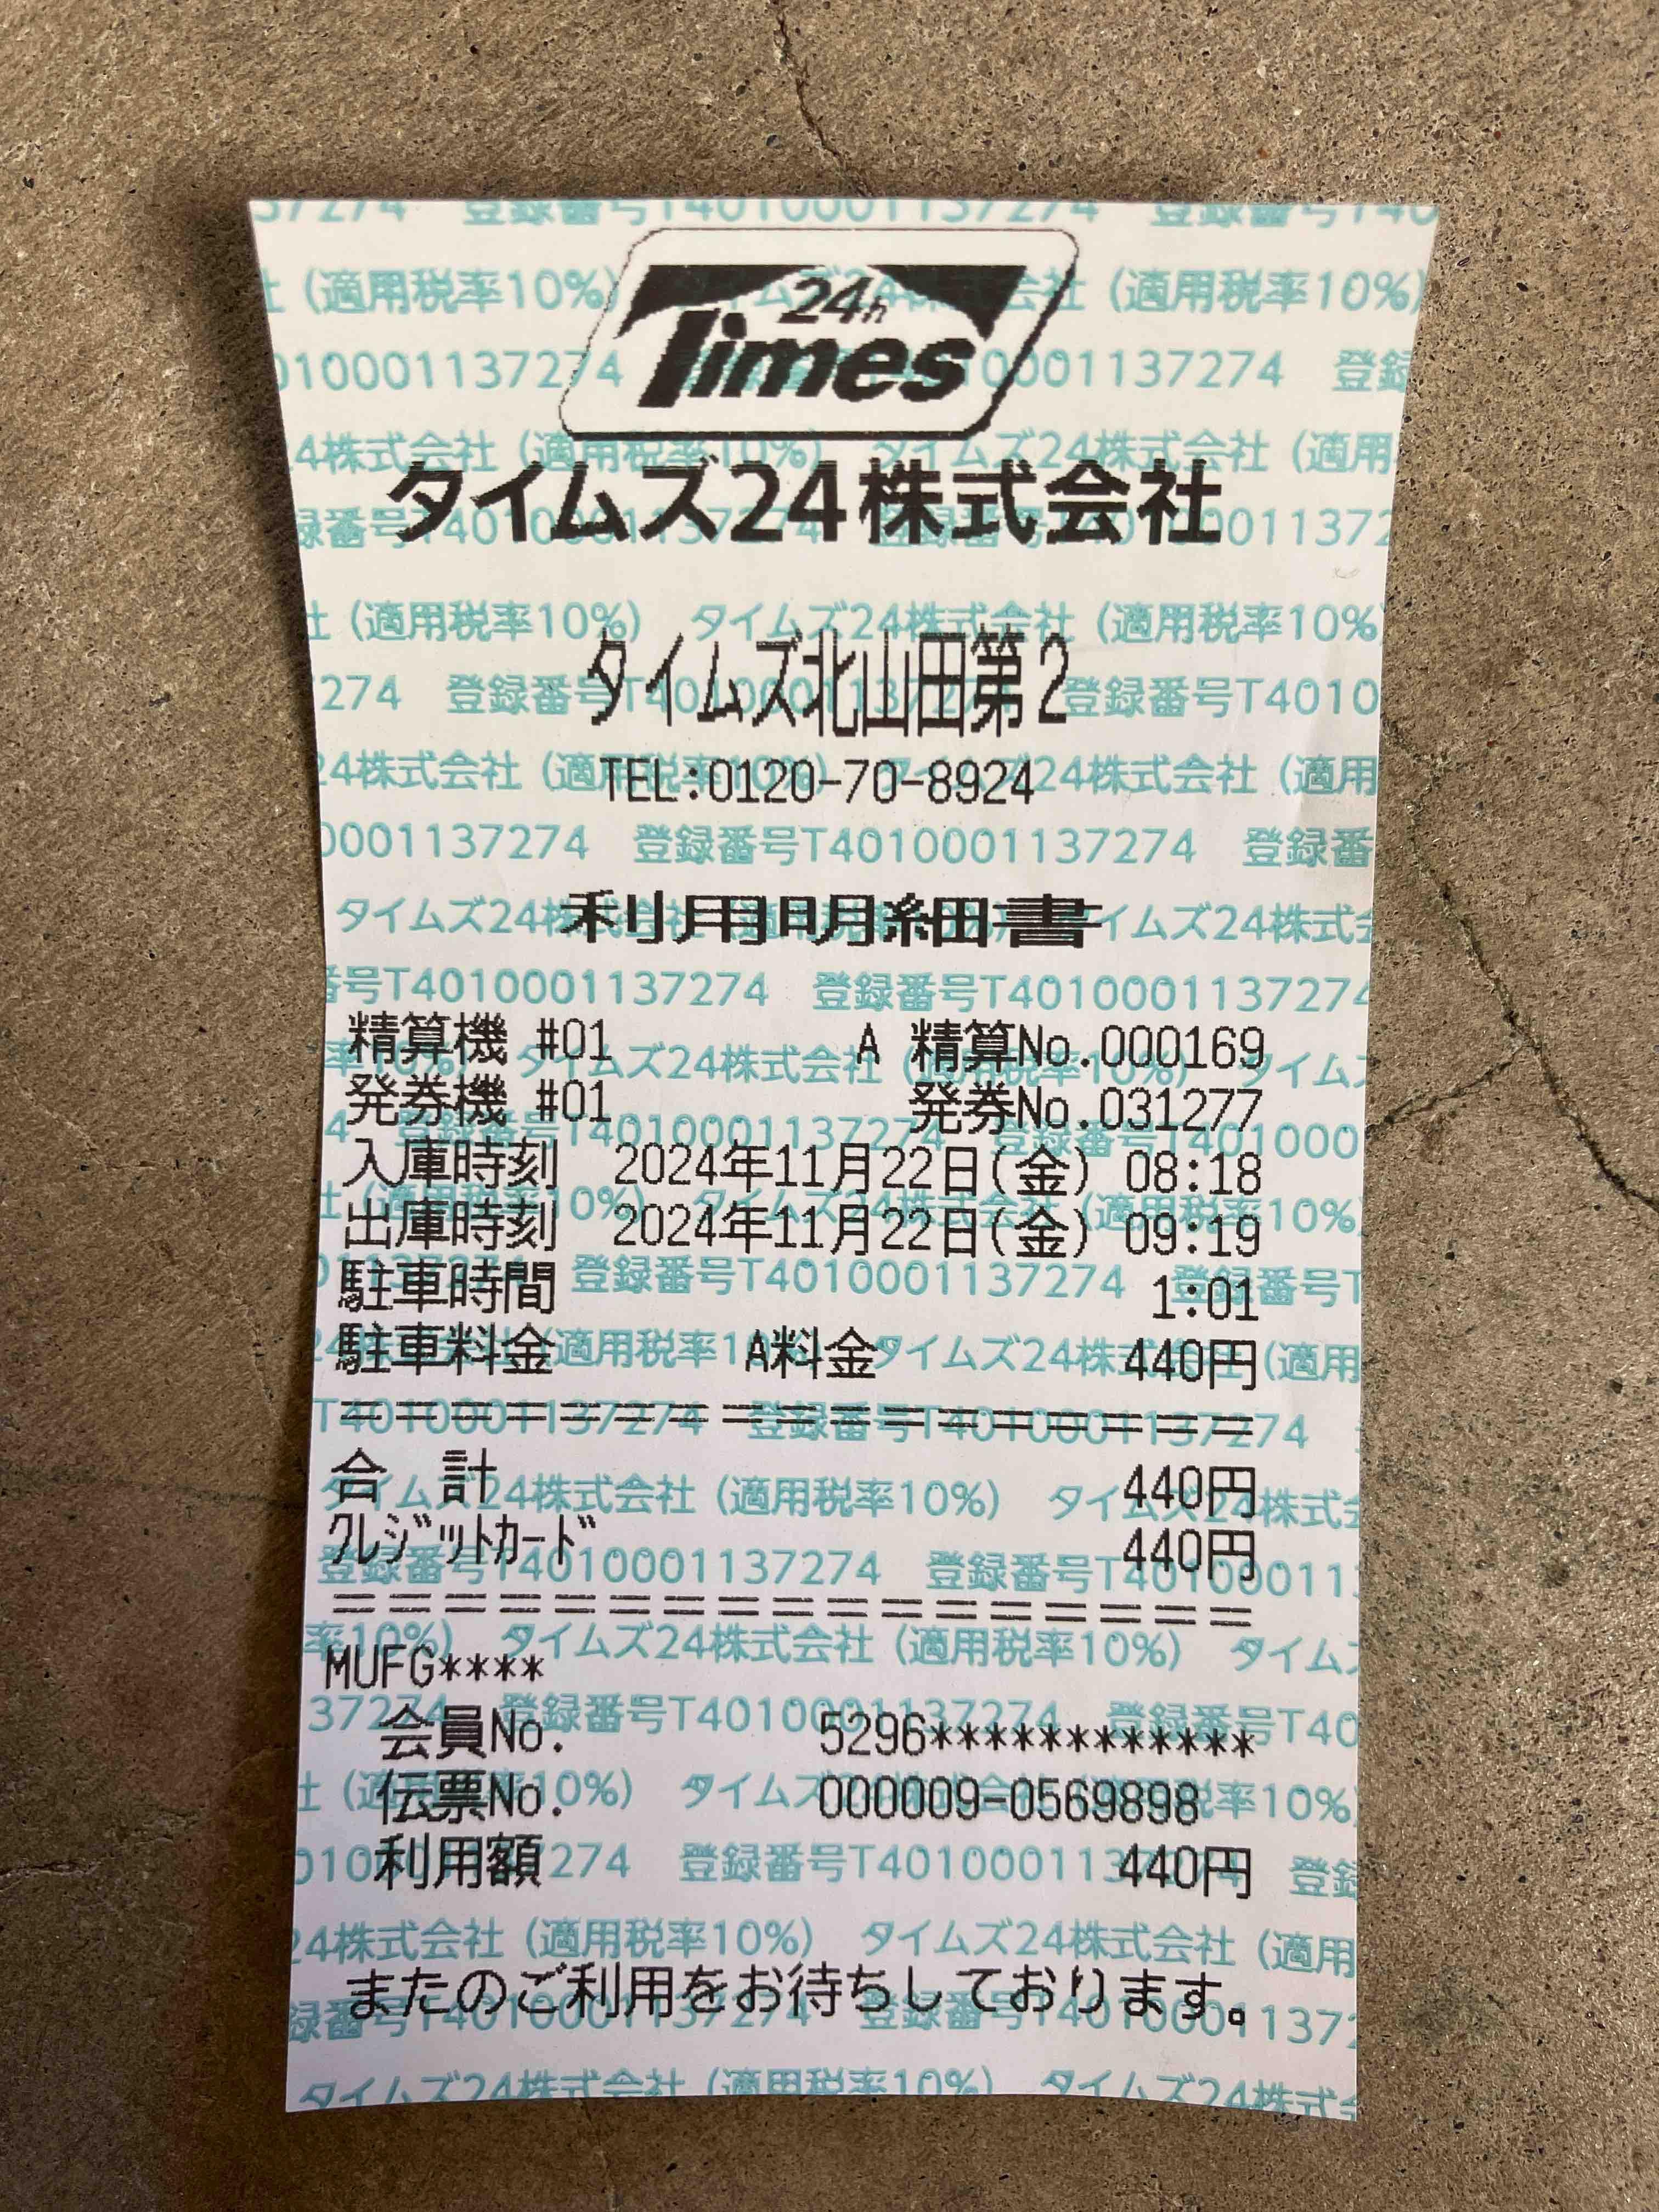 24h
Times
タイムズ24株式会社
タイムズ北山田第2
TEL:0120-70-8924
利用明細書
精算機 #01 A 精算No.000169
発券機 #01 発券No.031277
入庫時刻 2024年11月22日(金) 08:18
出庫時刻 2024年11月22日(金) 09:19
駐車時間 1:01
駐車料金 A料金 440円
================
合 計 440円
クレジットカード 440円
=================
MUFG****
会員No. 5296************
伝票No. 000009-0569898
利用額 440円
またのご利用をお待ちしております。
タイムズ24株式会社 (適用税率10%)
登録番号T4010001137274